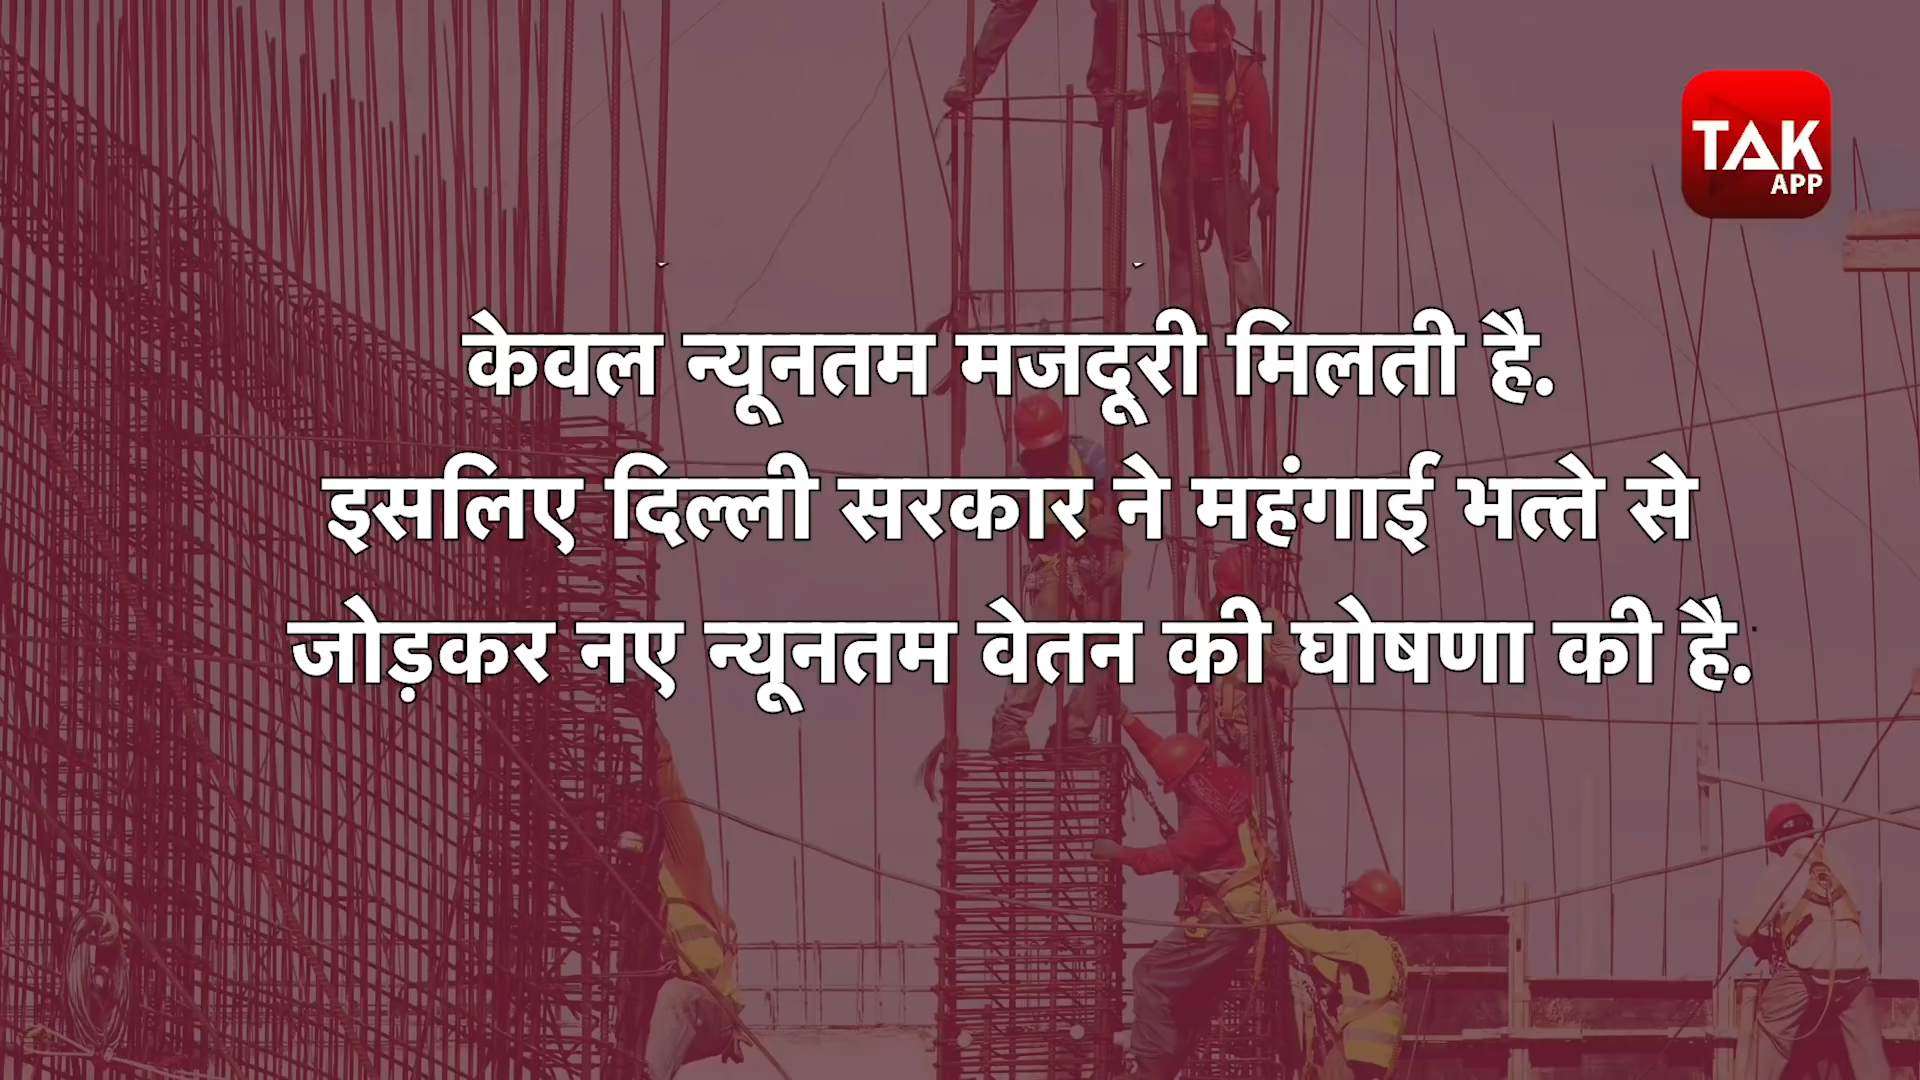 TAK
APP
केवल न्यूनतम मजदूरी मिलती है.
इसलिए दिल्ली सरकार ने महंगाई भत्ते से
जोड़कर नए न्यूनतम वेतन की घोषणा की है.